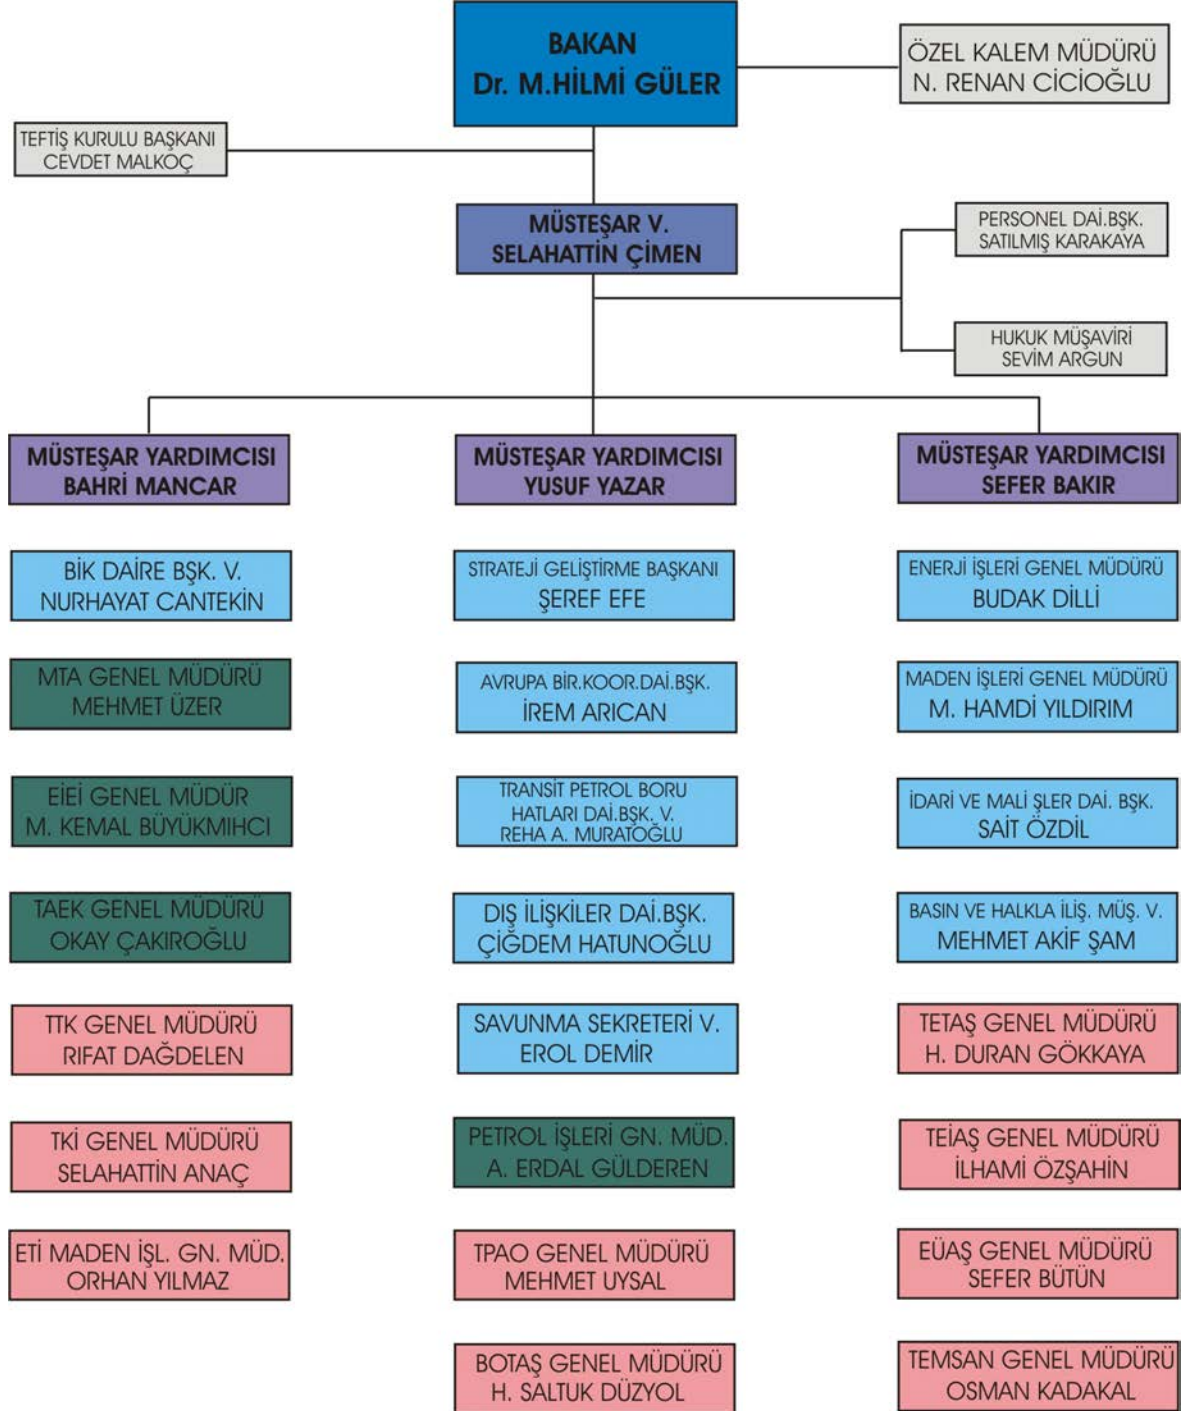 BAKAN
Dr. M.HİLMİ GÜLER
ÖZEL KALEM MÜDÜRÜ
N. RENAN CİCİOĞLU
TEFTİŞ KURULU BAŞKANI
CEVDET MALKOÇ
MÜSTEŞAR V.
SELAHATTİN ÇİMEN
PERSONEL DAİ.BŞK.
SATILMIŞ KARAKAYA
HUKUK MÜŞAVİRİ
SEVİM ARGUN
MÜSTEŞAR YARDIMCISI
BAHRİ MANCAR
BİK DAİRE BŞK. V.
NURHAYAT CANTEKİN
MTA GENEL MÜDÜRÜ
MEHMET ÜZER
EİEİ GENEL MÜDÜR
M. KEMAL BÜYÜKMIHCI
TAEK GENEL MÜDÜRÜ
OKAY ÇAKIROĞLU
TTK GENEL MÜDÜRÜ
RIFAT DAĞDELEN
TKİ GENEL MÜDÜRÜ
SELAHATTİN ANAÇ
ETİ MADEN İŞL. GN. MÜD.
ORHAN YILMAZ
MÜSTEŞAR YARDIMCISI
YUSUF YAZAR
STRATEJİ GELİŞTİRME BAŞKANI
ŞEREF EFE
AVRUPA BİR.KOOR.DAİ.BŞK.
İREM ARICAN
TRANSİT PETROL BORU
HATLARI DAİ.BŞK. V.
REHA A. MURATOĞLU
DIŞ İLİŞKİLER DAİ.BŞK.
ÇİĞDEM HATUNOĞLU
SAVUNMA SEKRETERİ V.
EROL DEMİR
PETROL İŞLERİ GN. MÜD.
A. ERDAL GÜLDEREN
TPAO GENEL MÜDÜRÜ
MEHMET UYSAL
BOTAŞ GENEL MÜDÜRÜ
H. SALTUK DÜZYOL
MÜSTEŞAR YARDIMCISI
SEFER BAKIR
ENERJİ İŞLERİ GENEL MÜDÜRÜ
BUDAK DİLLİ
MADEN İŞLERİ GENEL MÜDÜRÜ
M. HAMDİ YILDIRIM
İDARİ VE MALİ ŞLER DAİ. BŞK.
SAİT ÖZDİL
BASIN VE HALKLA İLİŞ. MÜŞ. V.
MEHMET AKİF ŞAM
TETAŞ GENEL MÜDÜRÜ
H. DURAN GÖKKAYA
TEİAŞ GENEL MÜDÜRÜ
İLHAMİ ÖZŞAHİN
EÜAŞ GENEL MÜDÜRÜ
SEFER BÜTÜN
TEMSAN GENEL MÜDÜRÜ
OSMAN KADAKAL